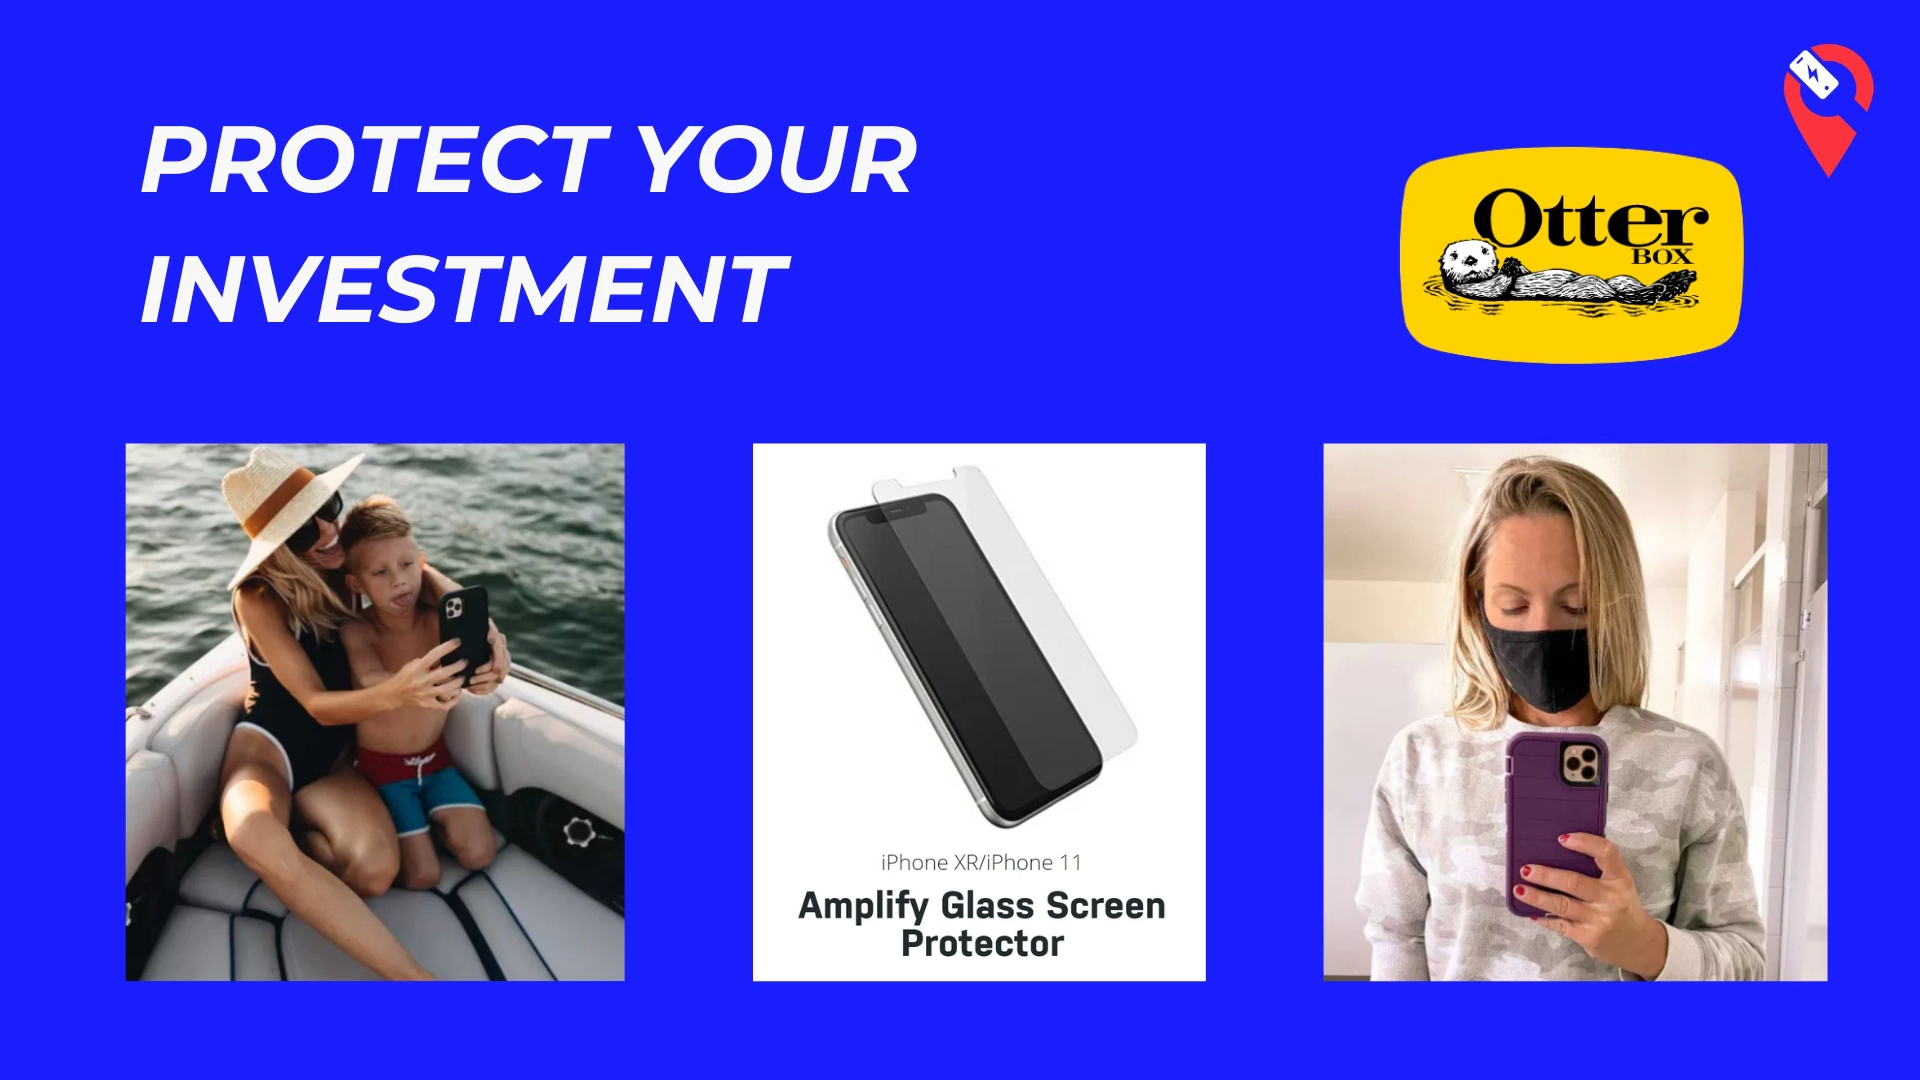 PROTECT YOUR
INVESTMENT
Otter
BOX
iPhone XR/iPhone 11
Amplify Glass Screen
Protector